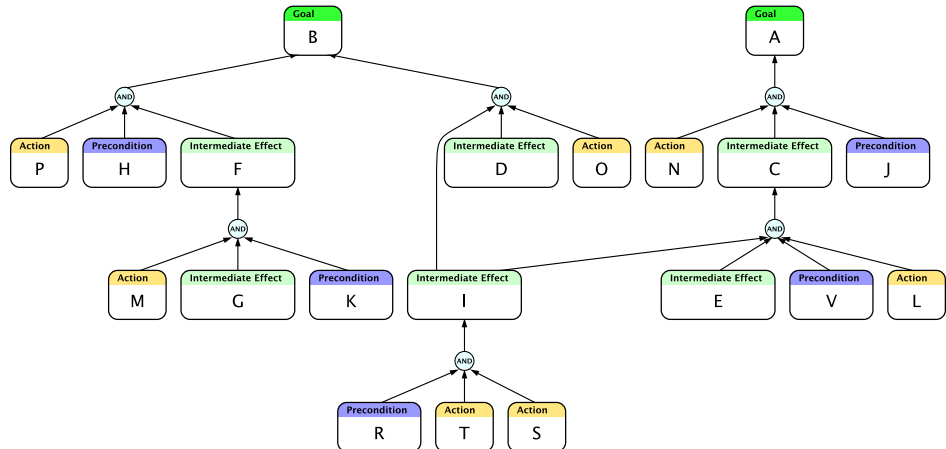 Goal
B
Goal
A
AND
AND
AND
Action
P
Precondition
H
Intermediate Effect
F
Intermediate Effect
D
Action
O
Action
N
Intermediate Effect
C
Precondition
J
AND
AND
Action
M
Intermediate Effect
G
Precondition
K
Intermediate Effect
I
Intermediate Effect
E
Precondition
V
Action
L
AND
Precondition
R
Action
T
Action
S